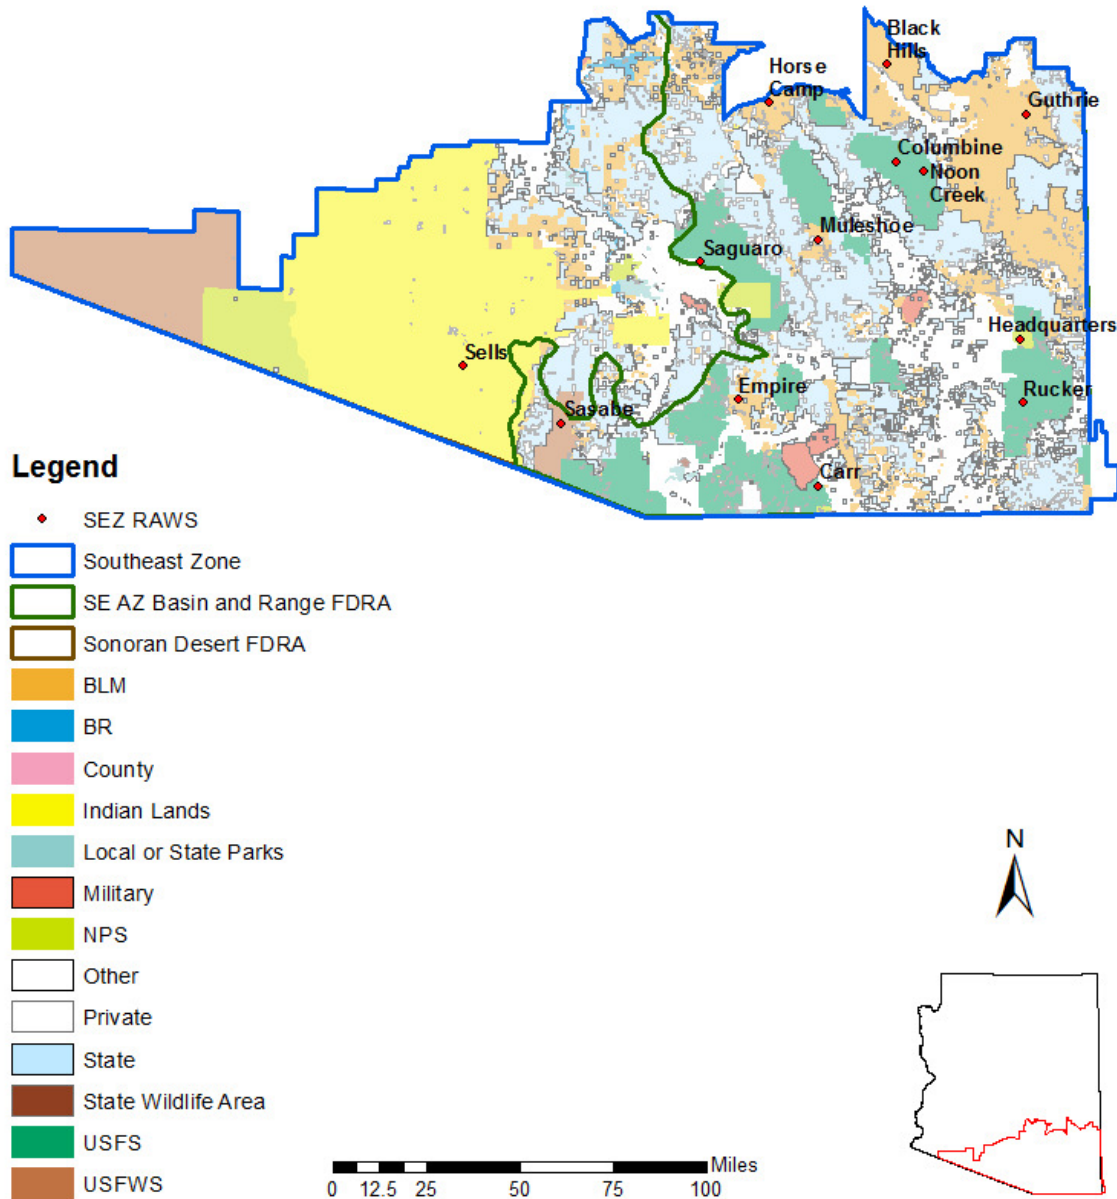 Black
Hills
Horse
Camp
Guthrie
Columbine
Noon
Creek
Muleshoe
Saguaro
Headquarters
Sells
Empire
Rucker
Sasabe
Carr
Legend
SEZ RAWS
Southeast Zone
SE AZ Basin and Range FDRA
Sonoran Desert FDRA
BLM
BR
County
Indian Lands
Local or State Parks
Military
NPS
Other
Private
State
State Wildlife Area
USFS
USFWS
N
Miles
0 12.5 25 50 75 100